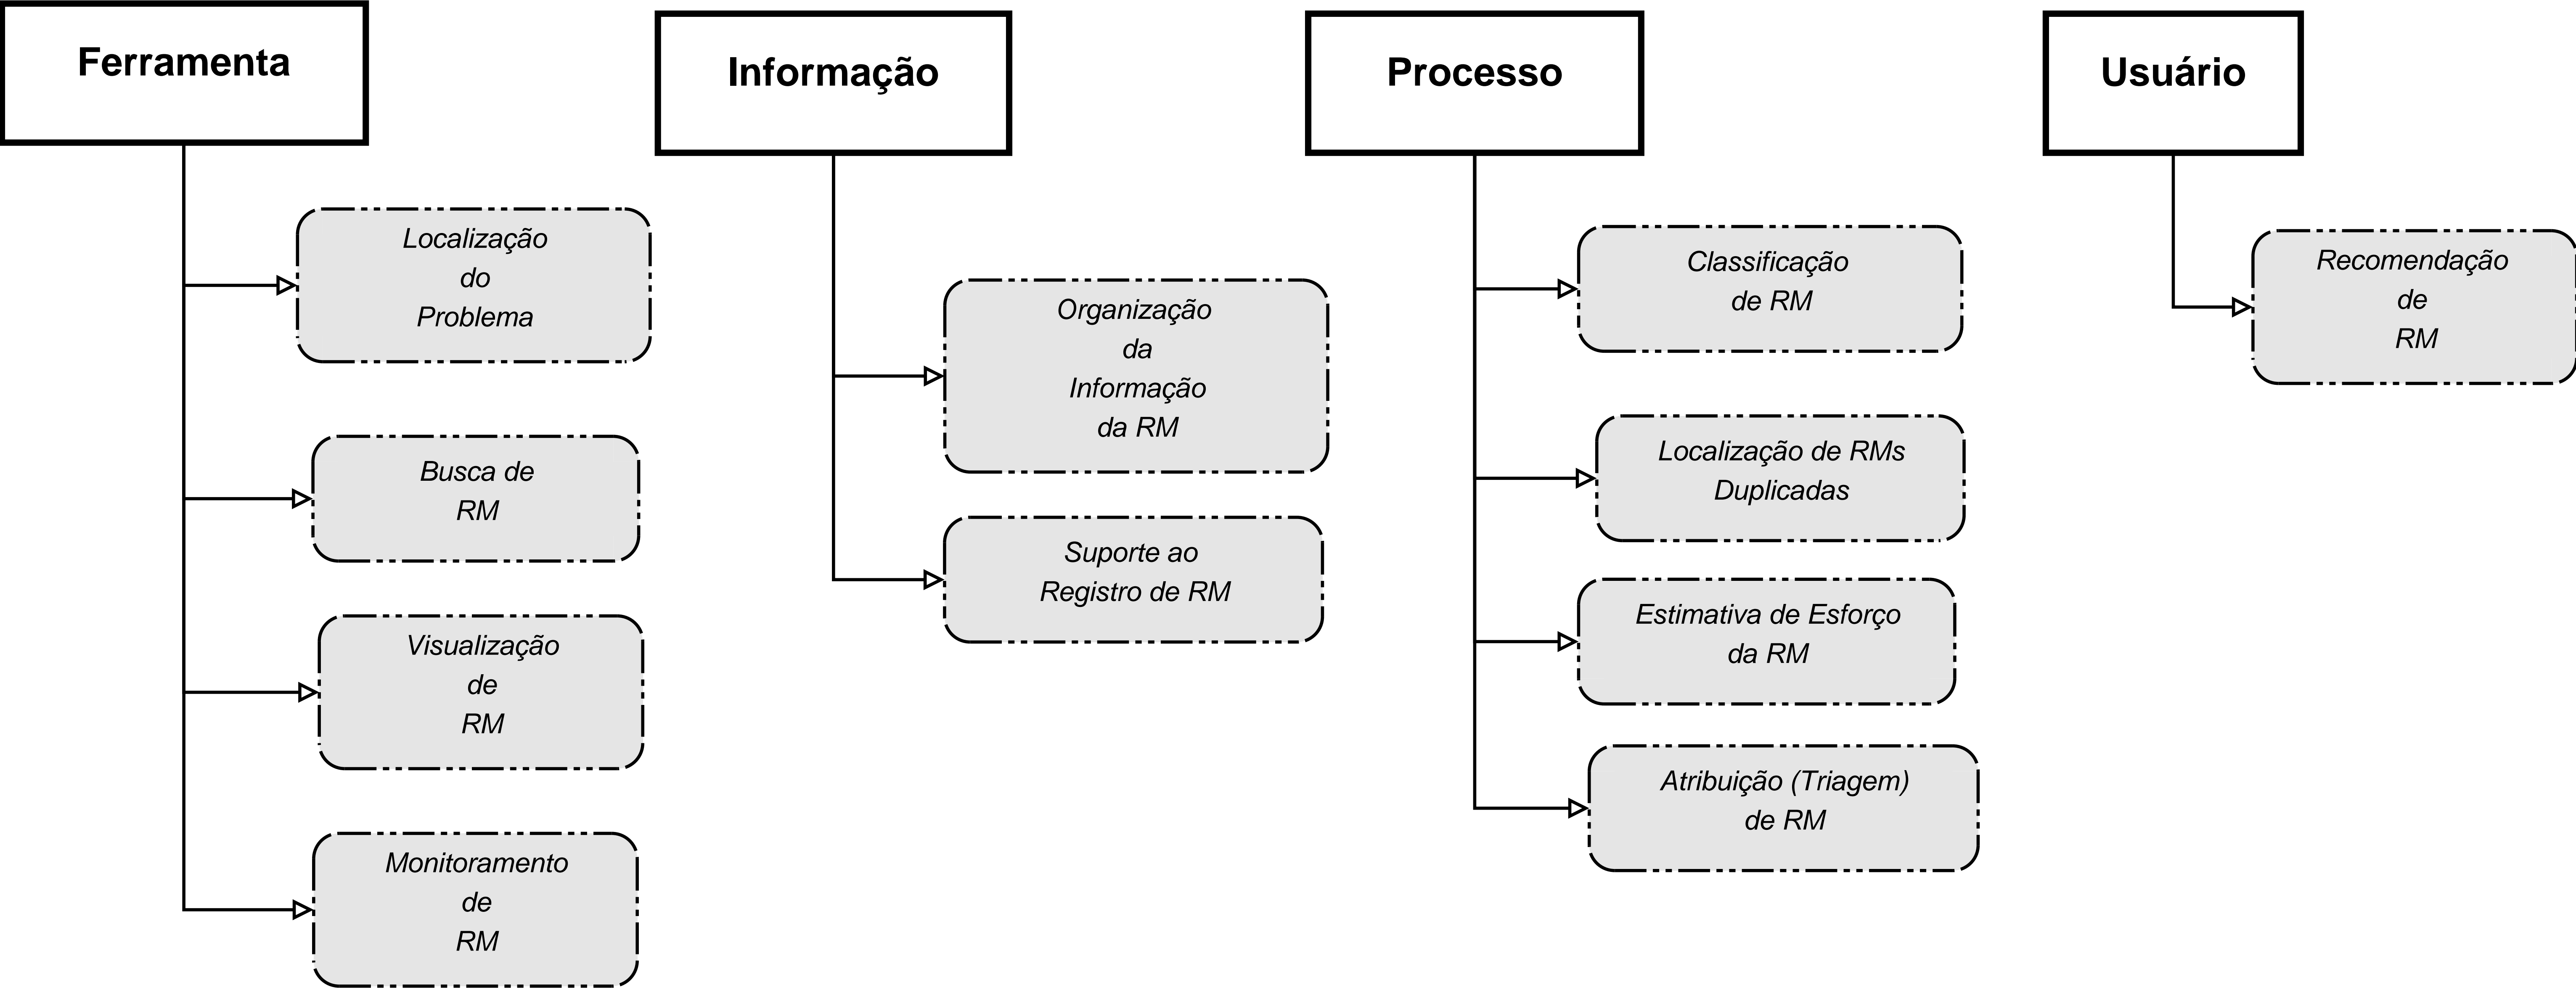 Ferramenta
Localização
do
Problema
Busca de
RM
Visualização
de
RM
Monitoramento
de
RM
Informação
Organização
da
Informação
da RM
Suporte ao
Registro de RM
Processo
Classificação
de RM
Localização de RMs
Duplicadas
Estimativa de Esforço
da RM
Atribuição (Triagem)
de RM
Usuário
Recomendação
de
RM